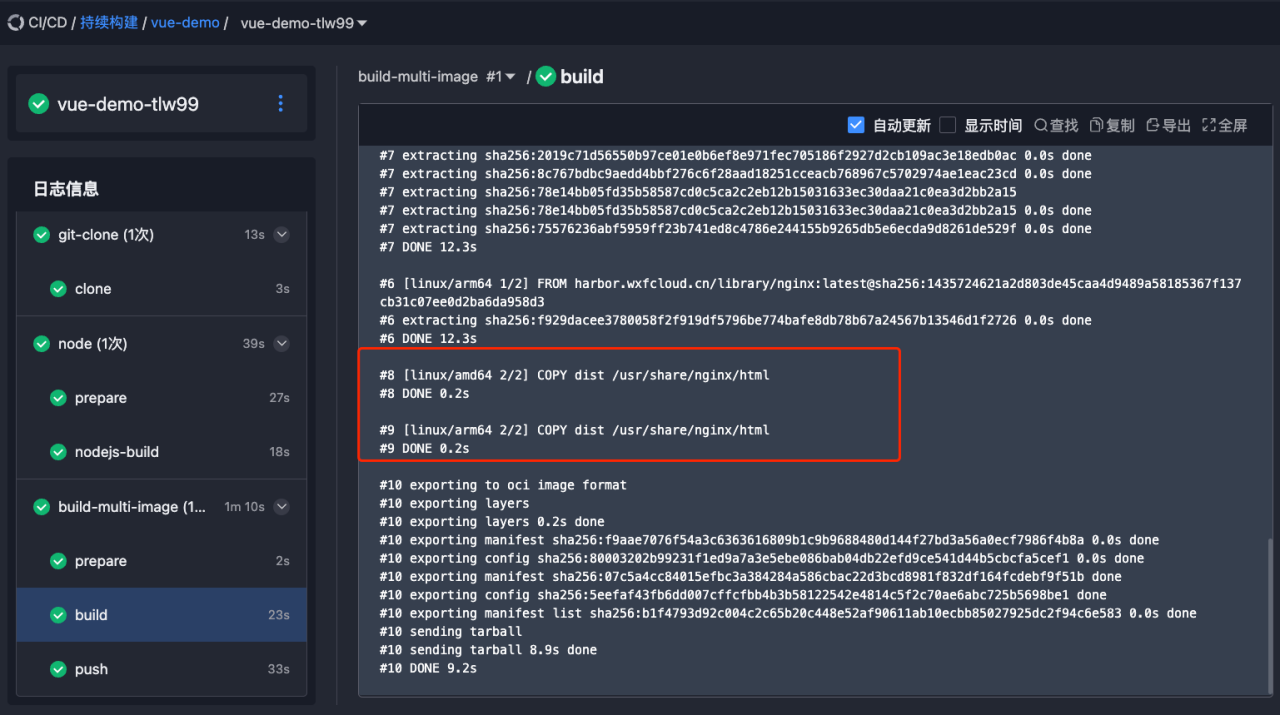 CI/CD / 持续构建 / vue-demo / vue-demo-tlw99
vue-demo-tlw99
日志信息
git-clone (1次) 13s
clone 3s
node (1次) 39s
prepare 27s
nodejs-build 18s
build-multi-image (1... 1m 10s
prepare 2s
build 23s
push 33s
build-multi-image #1 / build
自动更新 显示时间 查找 复制 导出 全屏
#7 extracting sha256:2019c71d56550b97ce01e0b6ef8e971fec705186f2927d2cb109ac3e18edb0ac 0.0s done
#7 extracting sha256:8c767bdbc9aedd4bbf276c6f28aad18251cceacb768967c5702974ae1eac23cd 0.0s done
#7 extracting sha256:78e14bb05fd35b58587cd0c5ca2c2eb12b15031633ec30daa21c0ea3d2bb2a15
#7 extracting sha256:78e14bb05fd35b58587cd0c5ca2c2eb12b15031633ec30daa21c0ea3d2bb2a15 0.0s done
#7 extracting sha256:75576236abf5959ff23b741ed8c4786e244155b9265db5e6ecda9d8261de529f 0.0s done
#7 DONE 12.3s
#6 [linux/arm64 1/2] FROM harbor.wxfcloud.cn/library/nginx:latest@sha256:1435724621a2d803de45caa4d9489a58185367f137
cb31c07ee0d2ba6da958d3
#6 extracting sha256:f929dacee3780058f2f919df5796be774bafe8db78b67a24567b13546d1f2726 0.0s done
#6 DONE 12.3s
#8 [linux/amd64 2/2] COPY dist /usr/share/nginx/html
#8 DONE 0.2s
#9 [linux/arm64 2/2] COPY dist /usr/share/nginx/html
#9 DONE 0.2s
#10 exporting to oci image format
#10 exporting layers
#10 exporting layers 0.2s done
#10 exporting manifest sha256:f9aae7076f54a3c6363616809b1c9b9688480d144f27bd3a56a0ecf7986f4b8a 0.0s done
#10 exporting config sha256:80003202b99231f1ed9a7a3e5ebe086bab04db22efd9ce541d44b5cbcfa5cef1 0.0s done
#10 exporting manifest sha256:07c5a4cc84015efbc3a384284a586cbac22d3bcd8981f832df164fcdebf9f51b done
#10 exporting config sha256:5eefaf43fb6dd007cffcfbb4b3b58122542e4814c5f2c70ae6abc725b5698be1 done
#10 exporting manifest list sha256:b1f4793d92c004c2c65b20c448e52af90611ab10ecbb85027925dc2f94c6e583 0.0s done
#10 sending tarball
#10 sending tarball 8.9s done
#10 DONE 9.2s